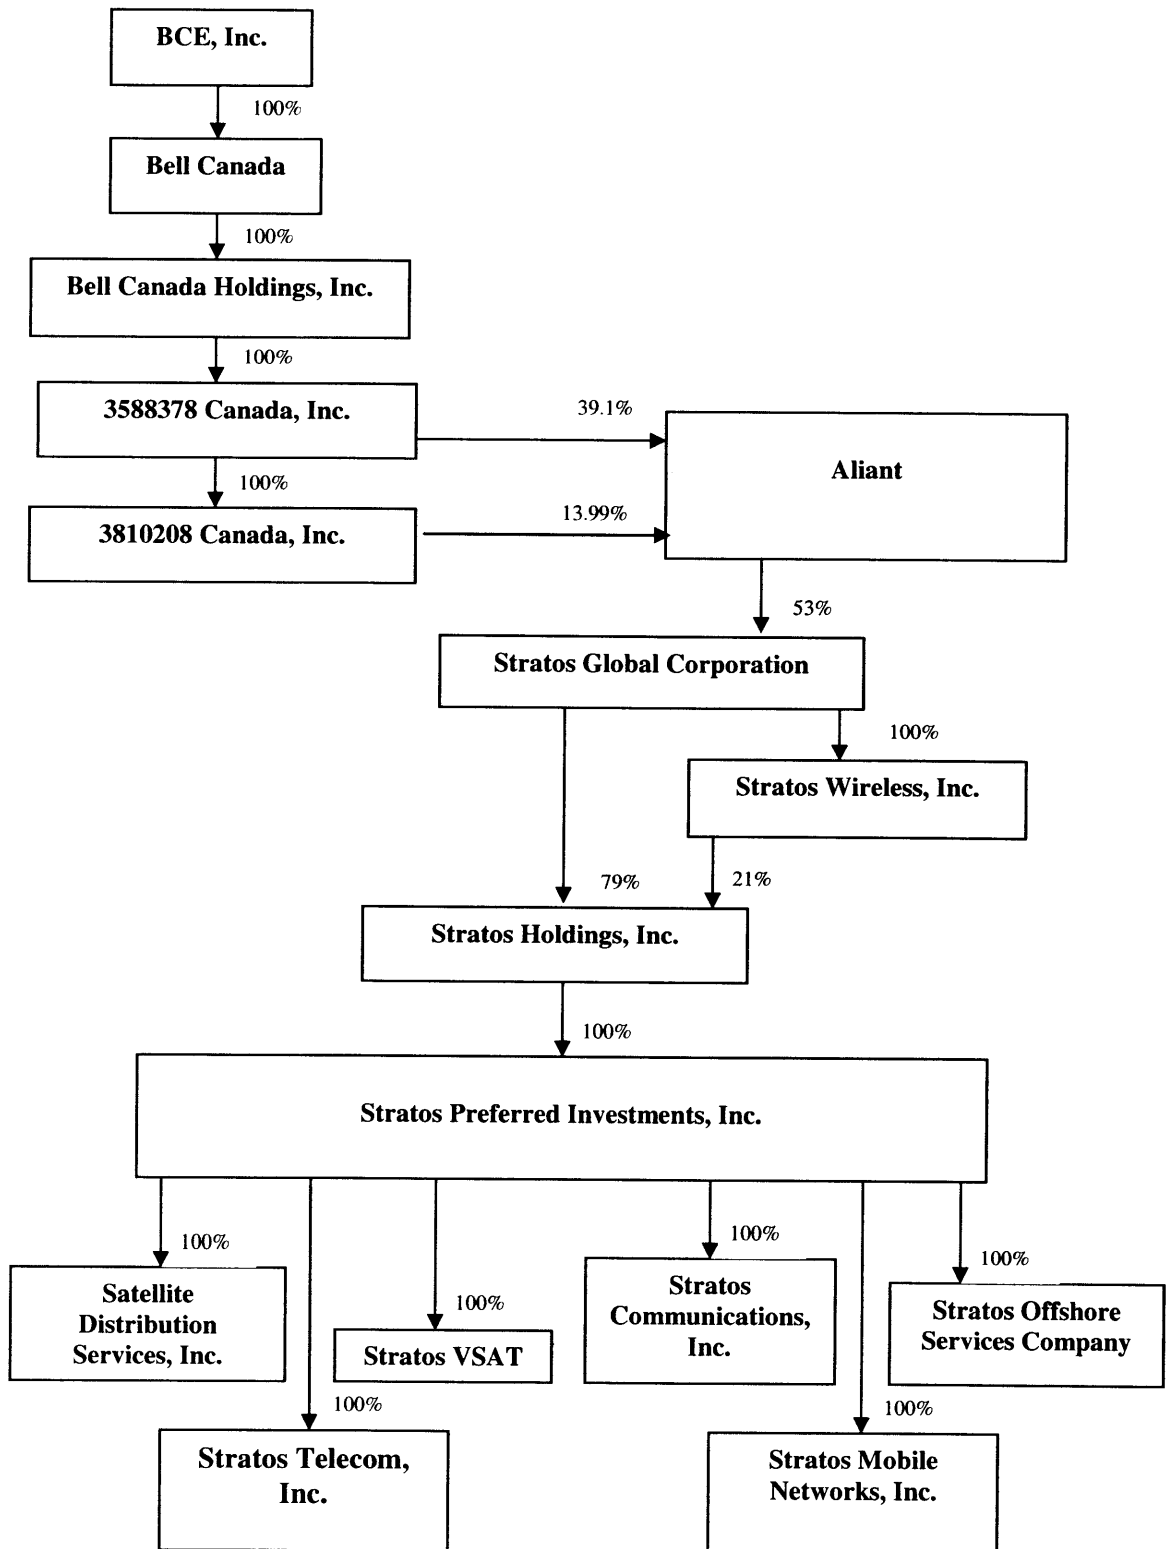 BCE, Inc.
100%
Bell Canada
100%
Bell Canada Holdings, Inc.
100%
3588378 Canada, Inc.
39.1%
Aliant
100%
3810208 Canada, Inc.
13.99%
53%
Stratos Global Corporation
100%
Stratos Wireless, Inc.
79%
21%
Stratos Holdings, Inc.
100%
Stratos Preferred Investments, Inc.
100%
Satellite
Distribution
Services, Inc.
100%
Stratos VSAT
100%
Stratos
Communications,
Inc.
100%
Stratos Offshore
Services Company
100%
Stratos Telecom,
Inc.
100%
Stratos Mobile
Networks, Inc.